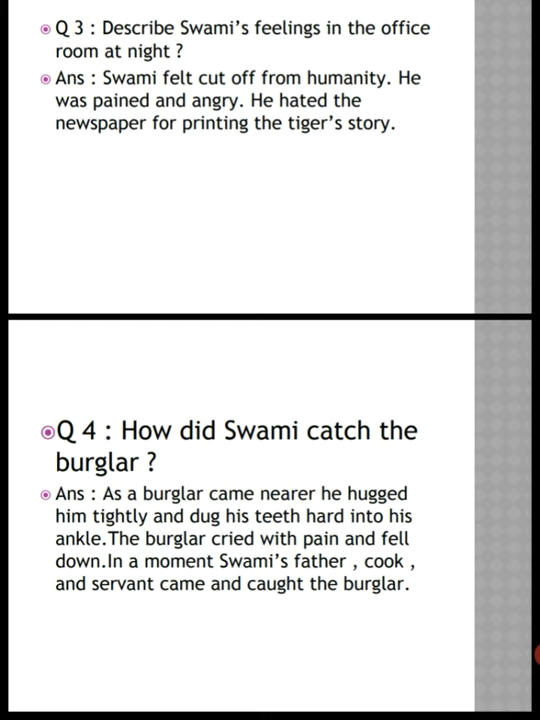 Q 3 : Describe Swami's feelings in the office
room at night ?
Ans : Swami felt cut off from humanity. He
was pained and angry. He hated the
newspaper for printing the tiger's story.
Q 4 : How did Swami catch the
burglar ?
Ans : As a burglar came nearer he hugged
him tightly and dug his teeth hard into his
ankle.The burglar cried with pain and fell
down.In a moment Swami's father , cook ,
and servant came and caught the burglar.